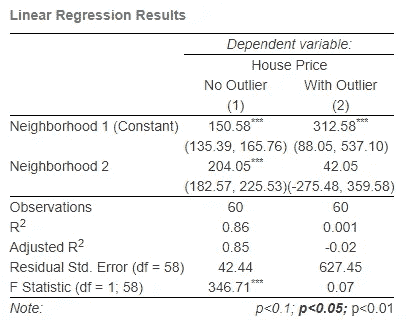 Linear Regression Results
Dependent variable:
House Price
No Outlier With Outlier
(1) (2)
Neighborhood 1 (Constant) 150.58*** 312.58***
(135.39, 165.76) (88.05, 537.10)
Neighborhood 2 204.05*** 42.05
(182.57, 225.53)(-275.48, 359.58)
Observations 60 60
R2 0.86 0.001
Adjusted R2 0.85 -0.02
Residual Std. Error (df = 58) 42.44 627.45
F Statistic (df = 1; 58) 346.71*** 0.07
Note: p<0.1; p<0.05; p<0.01